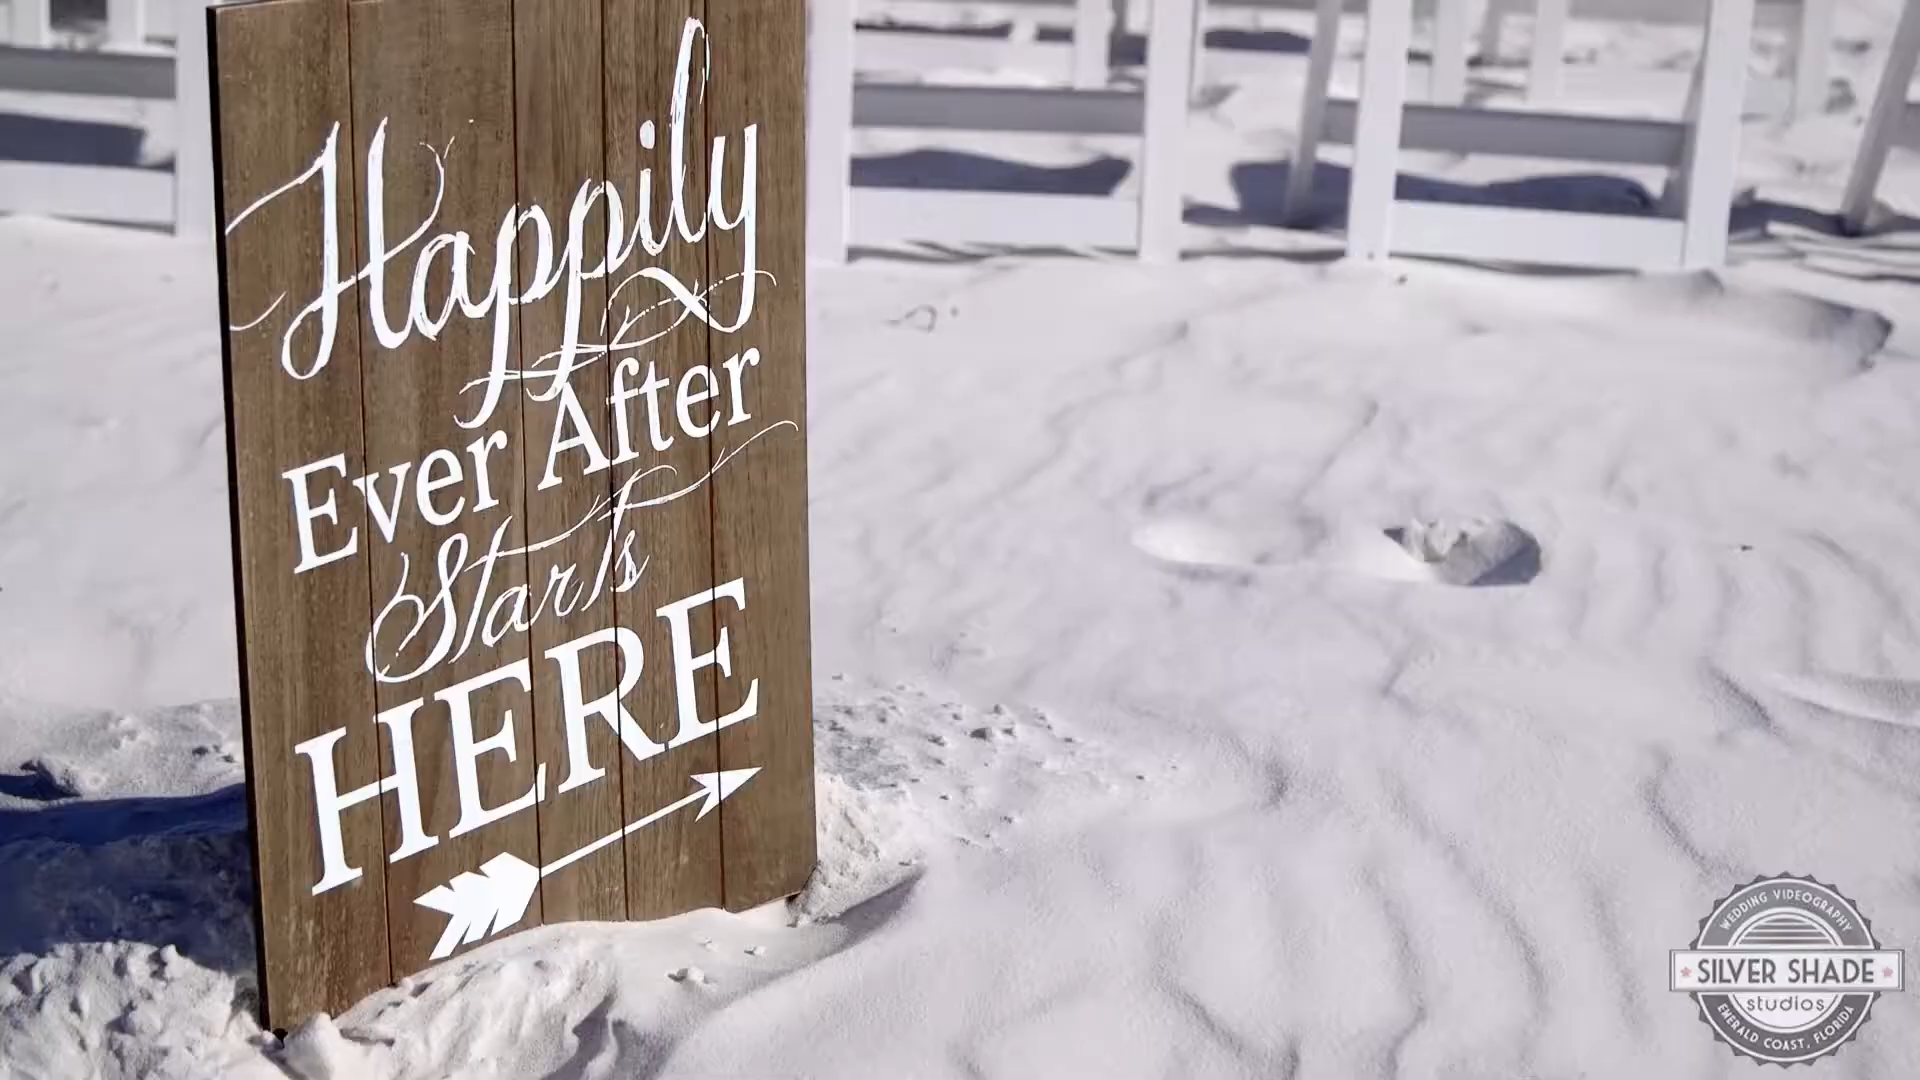 Happily
Ever After
Starts
HERE
WEDDING VIDEOGRAPHY
SILVER SHADE
studios
EMERALD COAST, FLORIDA